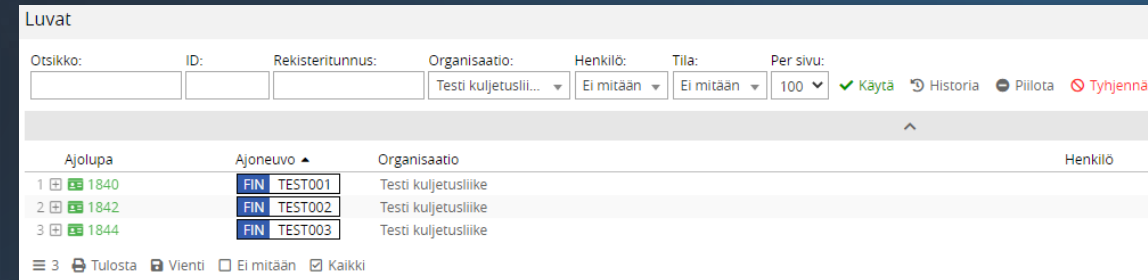 Luvat
Otsikko: ID: Rekisteritunnus: Organisaatio: Henkilö: Tila: Per sivu:
Testi kuljetuslii... Ei mitään Ei mitään 100 Käytä Historia Piilota Tyhjennä
Ajolupa Ajoneuvo Organisaatio Henkilö
1 1840 FIN TEST001 Testi kuljetusliike
2 1842 FIN TEST002 Testi kuljetusliike
3 1844 FIN TEST003 Testi kuljetusliike
3 Tulosta Vienti Ei mitään Kaikki